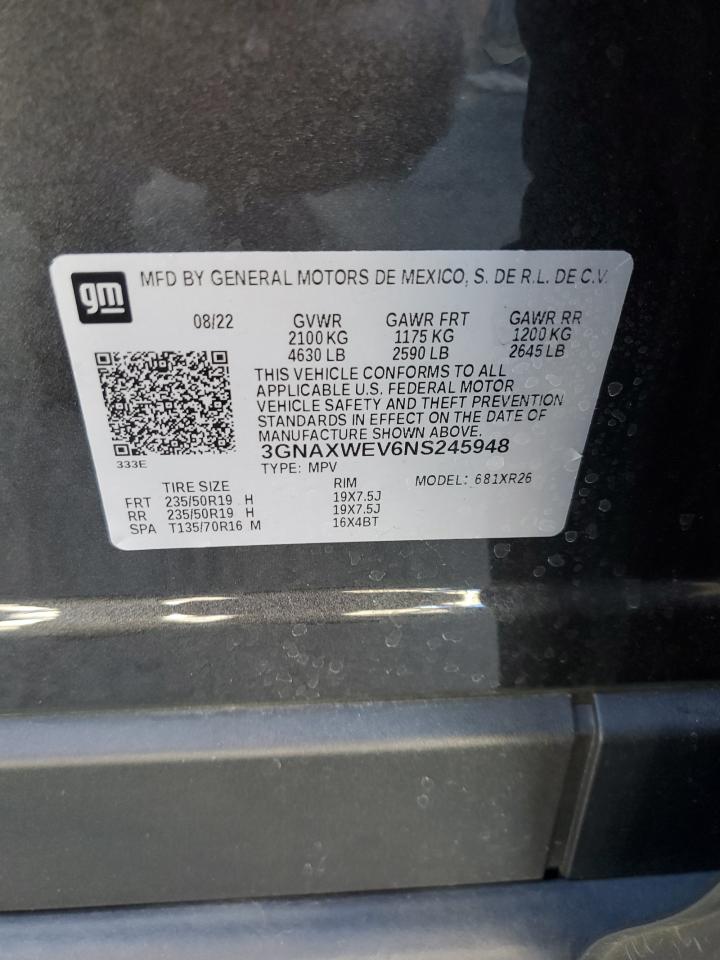 gm MFD BY GENERAL MOTORS DE MEXICO, S. DE R.L. DE C.V.
08/22 GVWR GAWR FRT GAWR RR
2100 KG 1175 KG 1200 KG
4630 LB 2590 LB 2645 LB
THIS VEHICLE CONFORMS TO ALL
APPLICABLE U.S. FEDERAL MOTOR
VEHICLE SAFETY AND THEFT PREVENTION
STANDARDS IN EFFECT ON THE DATE OF
MANUFACTURE SHOWN ABOVE.
333E 3GNAXWEV6NS245948
TYPE: MPV MODEL: 681XR26
TIRE SIZE RIM
FRT 235/50R19 H 19X7.5J
RR 235/50R19 H 19X7.5J
SPA T135/70R16 M 16X4BT